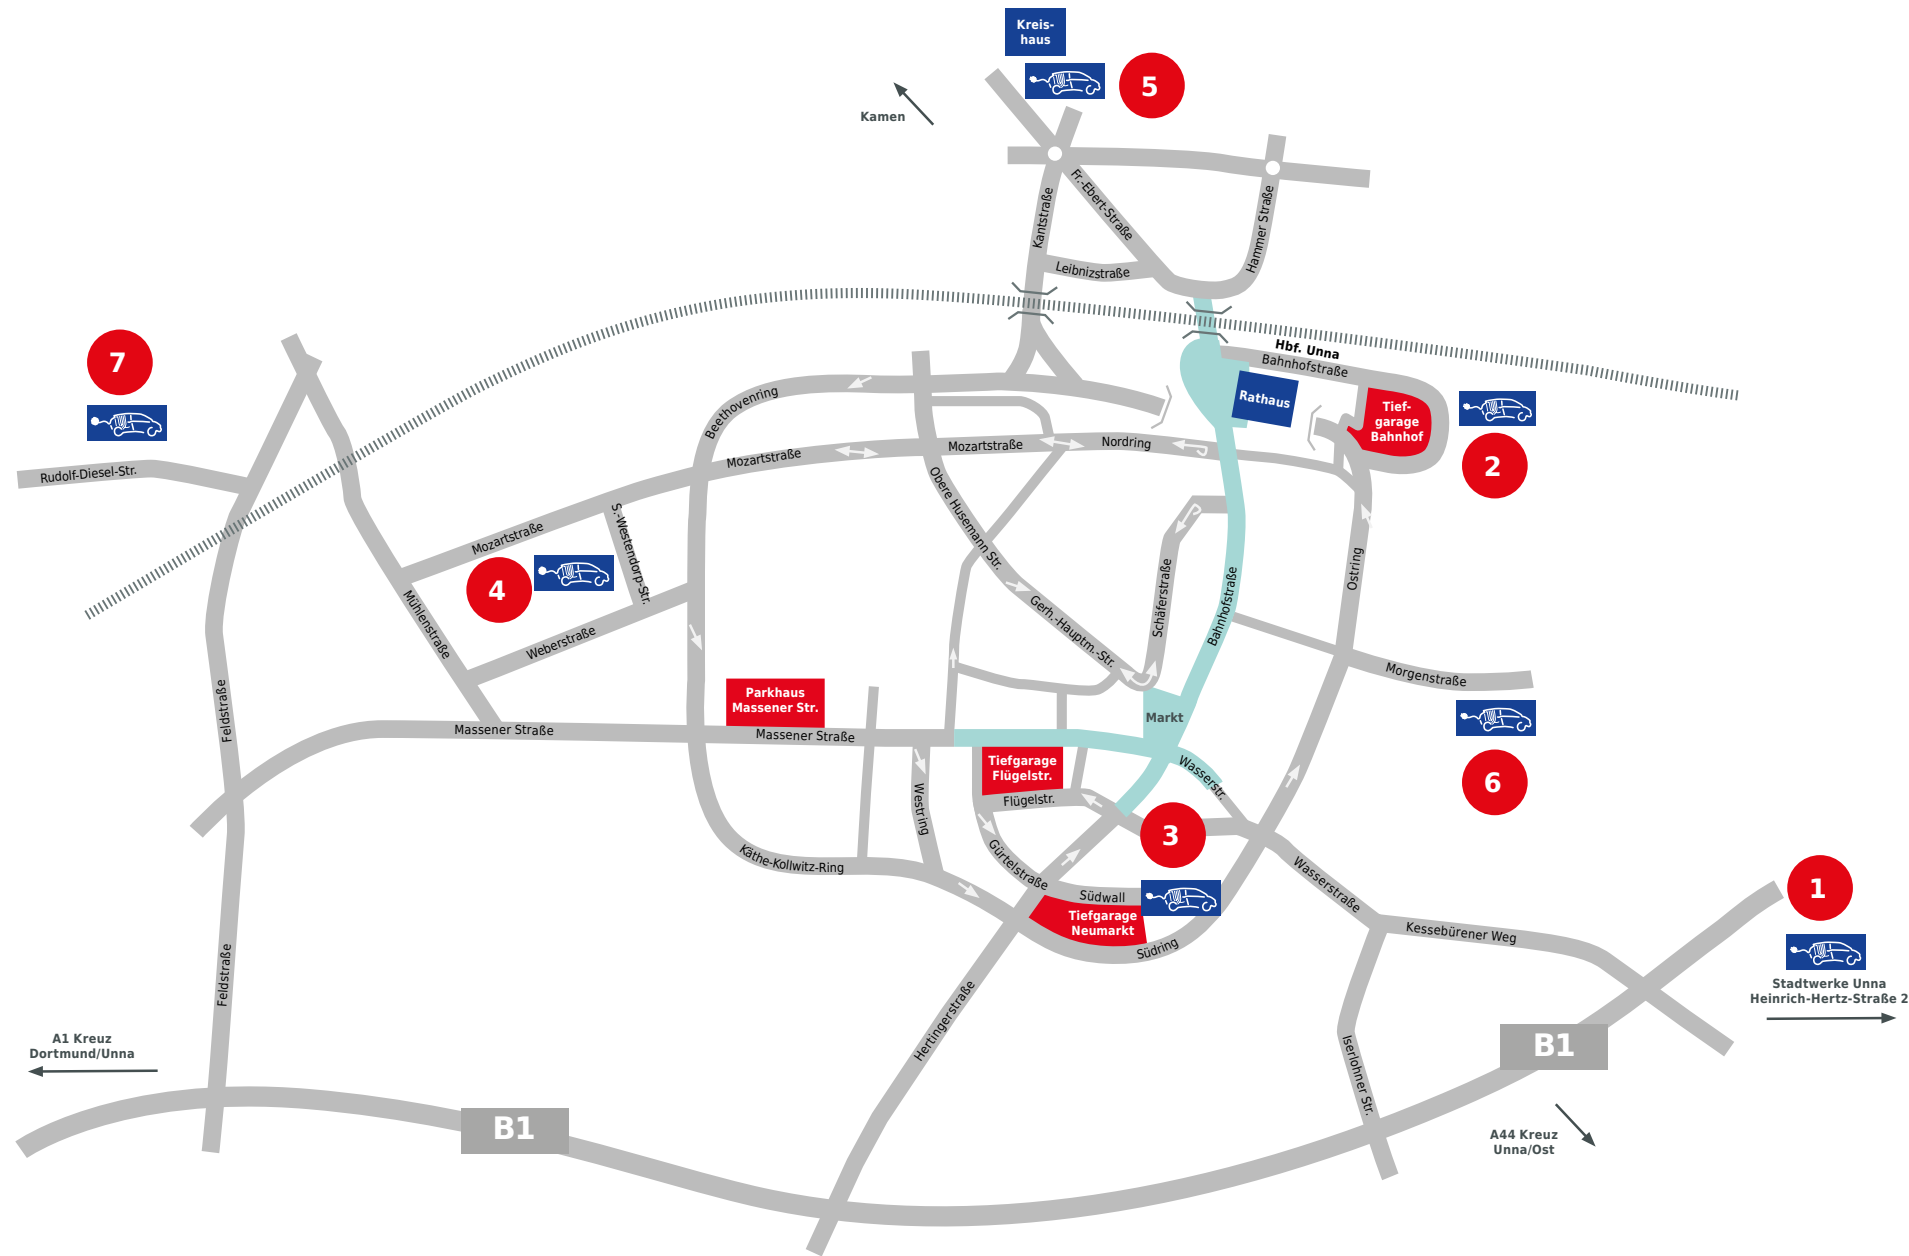 Kreis-
haus
5
Kamen
Fr.-Ebert-Straße
Kantstraße
Hammer Straße
Leibnizstraße
7
Hbf. Unna
Bahnhofstraße
Rathaus
Tief-
garage
Bahnhof
2
Beethovenring
Rudolf-Diesel-Str.
Mozartstraße
Mozartstraße
Nordring
Mozartstraße
Obere Husemann Str.
S.-Westendorp-Str.
4
Mühlenstraße
Weberstraße
Gerh.-Hauptm.-Str.
Schäferstraße
Bahnhofstraße
Ostring
Morgenstraße
Feldstraße
Parkhaus
Massener Str.
Markt
Massener Straße
Massener Straße
Tiefgarage
Flügelstr.
Wasserstr.
6
Flügelstr.
Westring
3
Käthe-Kollwitz-Ring
Gürtelstraße
Südwall
Tiefgarage
Neumarkt
Südring
Wasserstraße
1
Kessebürener Weg
Feldstraße
Hertingerstraße
Stadtwerke Unna
Heinrich-Hertz-Straße 2
A1 Kreuz
Dortmund/Unna
B1
Iserlohner Str.
B1
A44 Kreuz
Unna/Ost